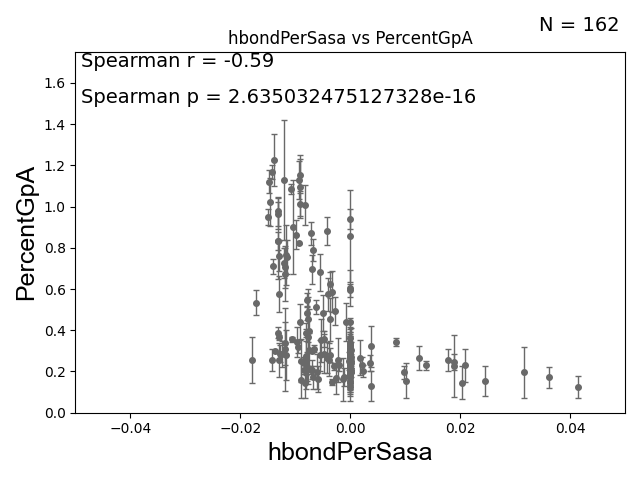 N = 162
hbondPerSasa vs PercentGpA
Spearman r = -0.59
Spearman p = 2.635032475127328e-16
PercentGpA
1.6
1.4
1.2
1.0
0.8
0.6
0.4
0.2
0.0
−0.04 −0.02 0.00 0.02 0.04
hbondPerSasa